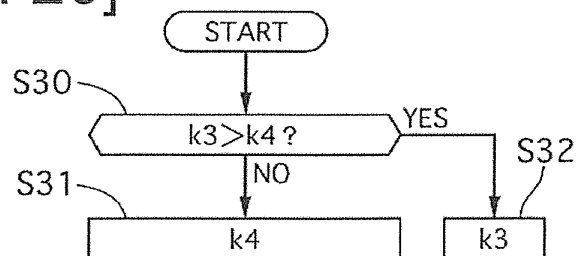 START
S30
k3>k4?
YES
NO
S32
S31
k4
k3